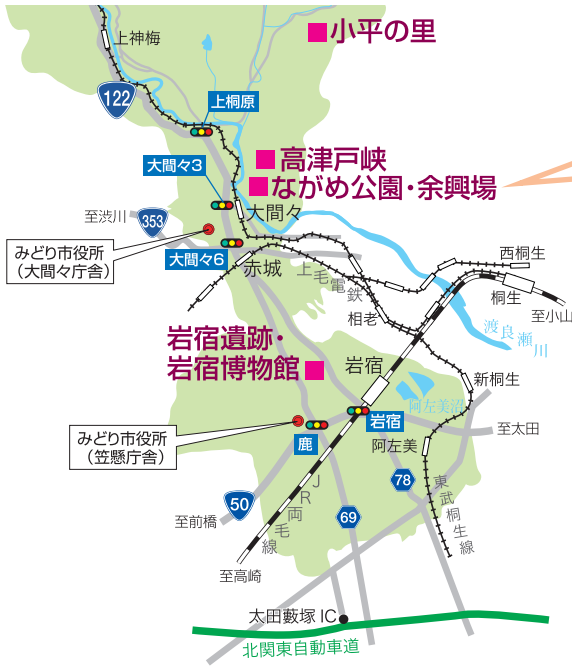 小平の里
上神梅
122
上桐原
高津戸峡
大間々3
ながめ公園・余興場
大間々
至渋川
353
みどり市役所
（大間々庁舎）
大間々6
赤城
上毛電鉄
西桐生
桐生
至小山
相老
渡良瀬川
岩宿遺跡・
岩宿博物館
岩宿
新桐生
阿左美沼
岩宿
鹿
至太田
みどり市役所
（笠懸庁舎）
阿左美
78
50
69
至前橋
JR両毛線
東武桐生線
至高崎
太田藪塚 IC
北関東自動車道